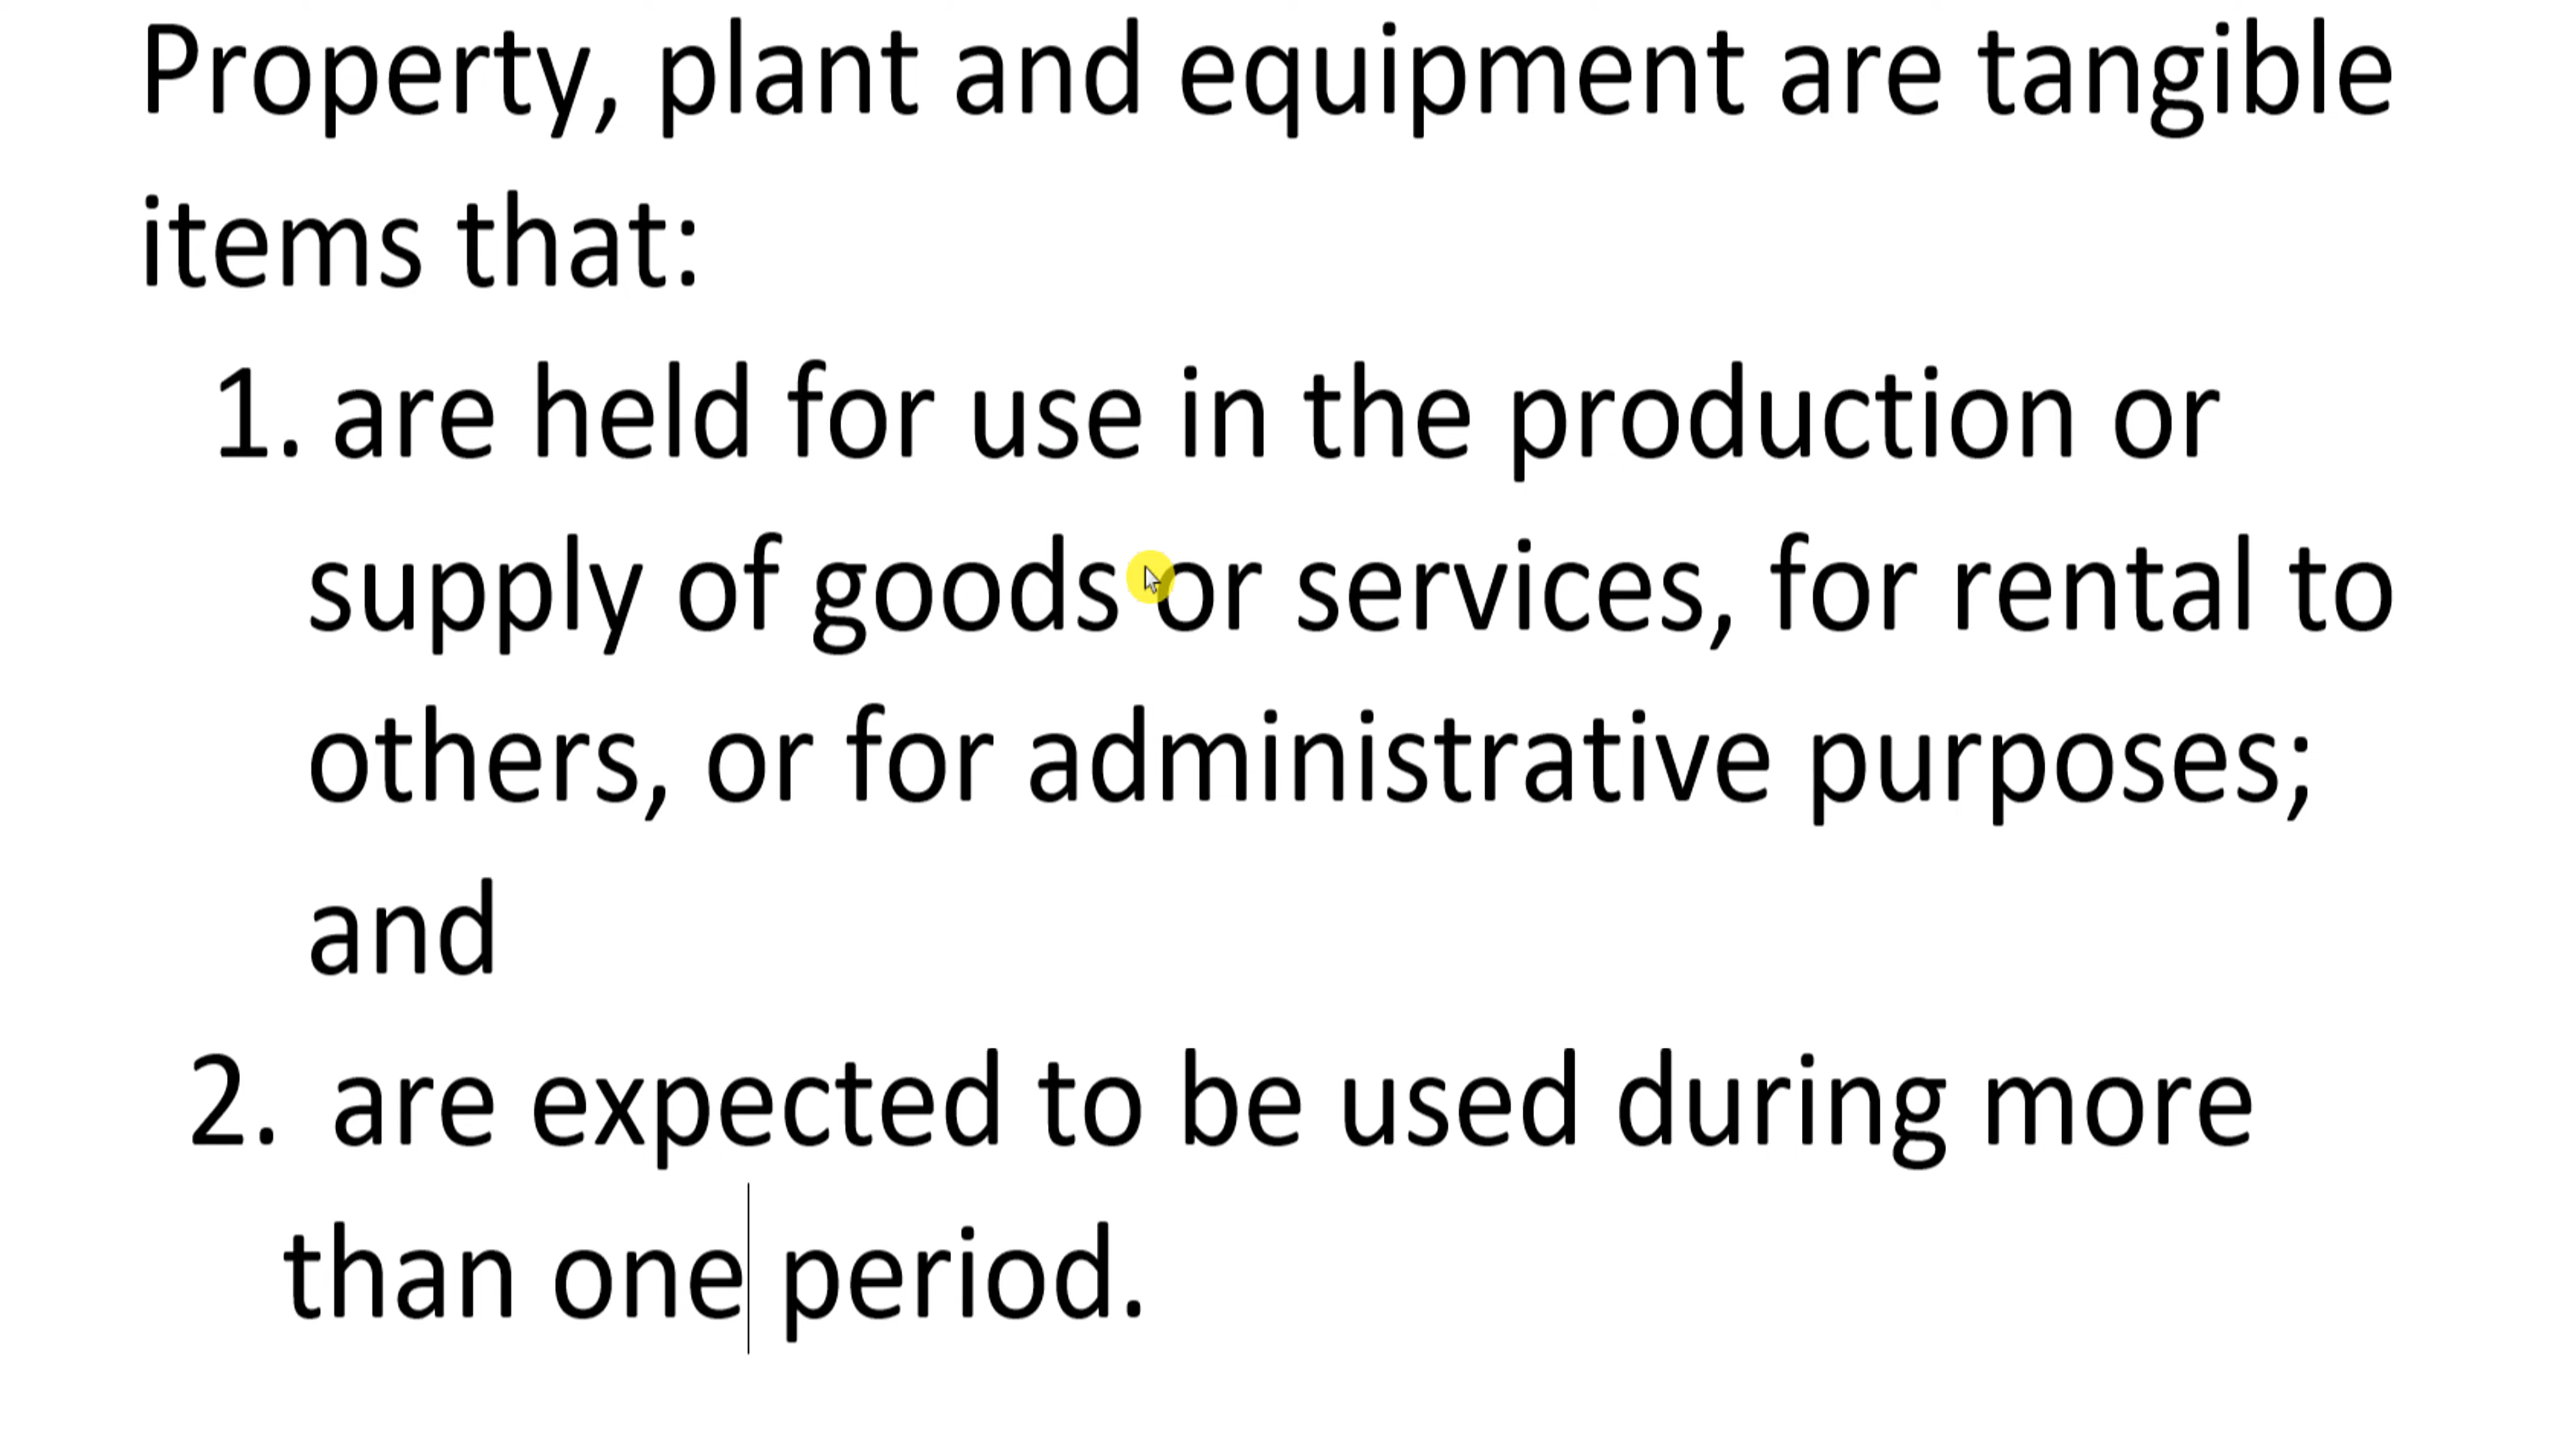 Property, plant and equipment are tangible
items that:
1. are held for use in the production or
supply of goods or services, for rental to
others, or for administrative purposes;
and
2. are expected to be used during more
than one period.